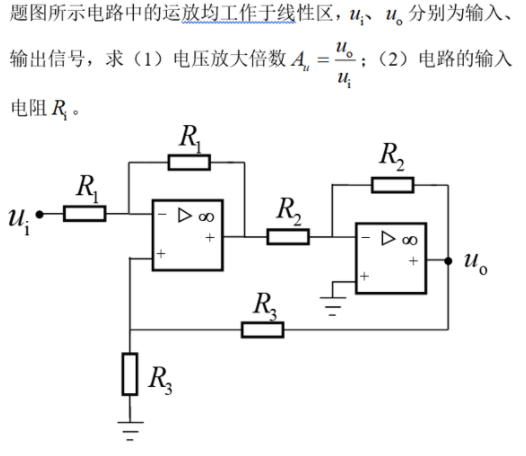 题图所示电路中的运放均工作于线性区，uᵢ、uₒ 分别为输入、
输出信号，求（1）电压放大倍数 Aᵤ = uₒ/uᵢ；（2）电路的输入
电阻 Rᵢ。
R₁
R₂
R₁
uᵢ
- ▷ ∞
+
+
R₂
- ▷ ∞
+
+
uₒ
R₃
R₃